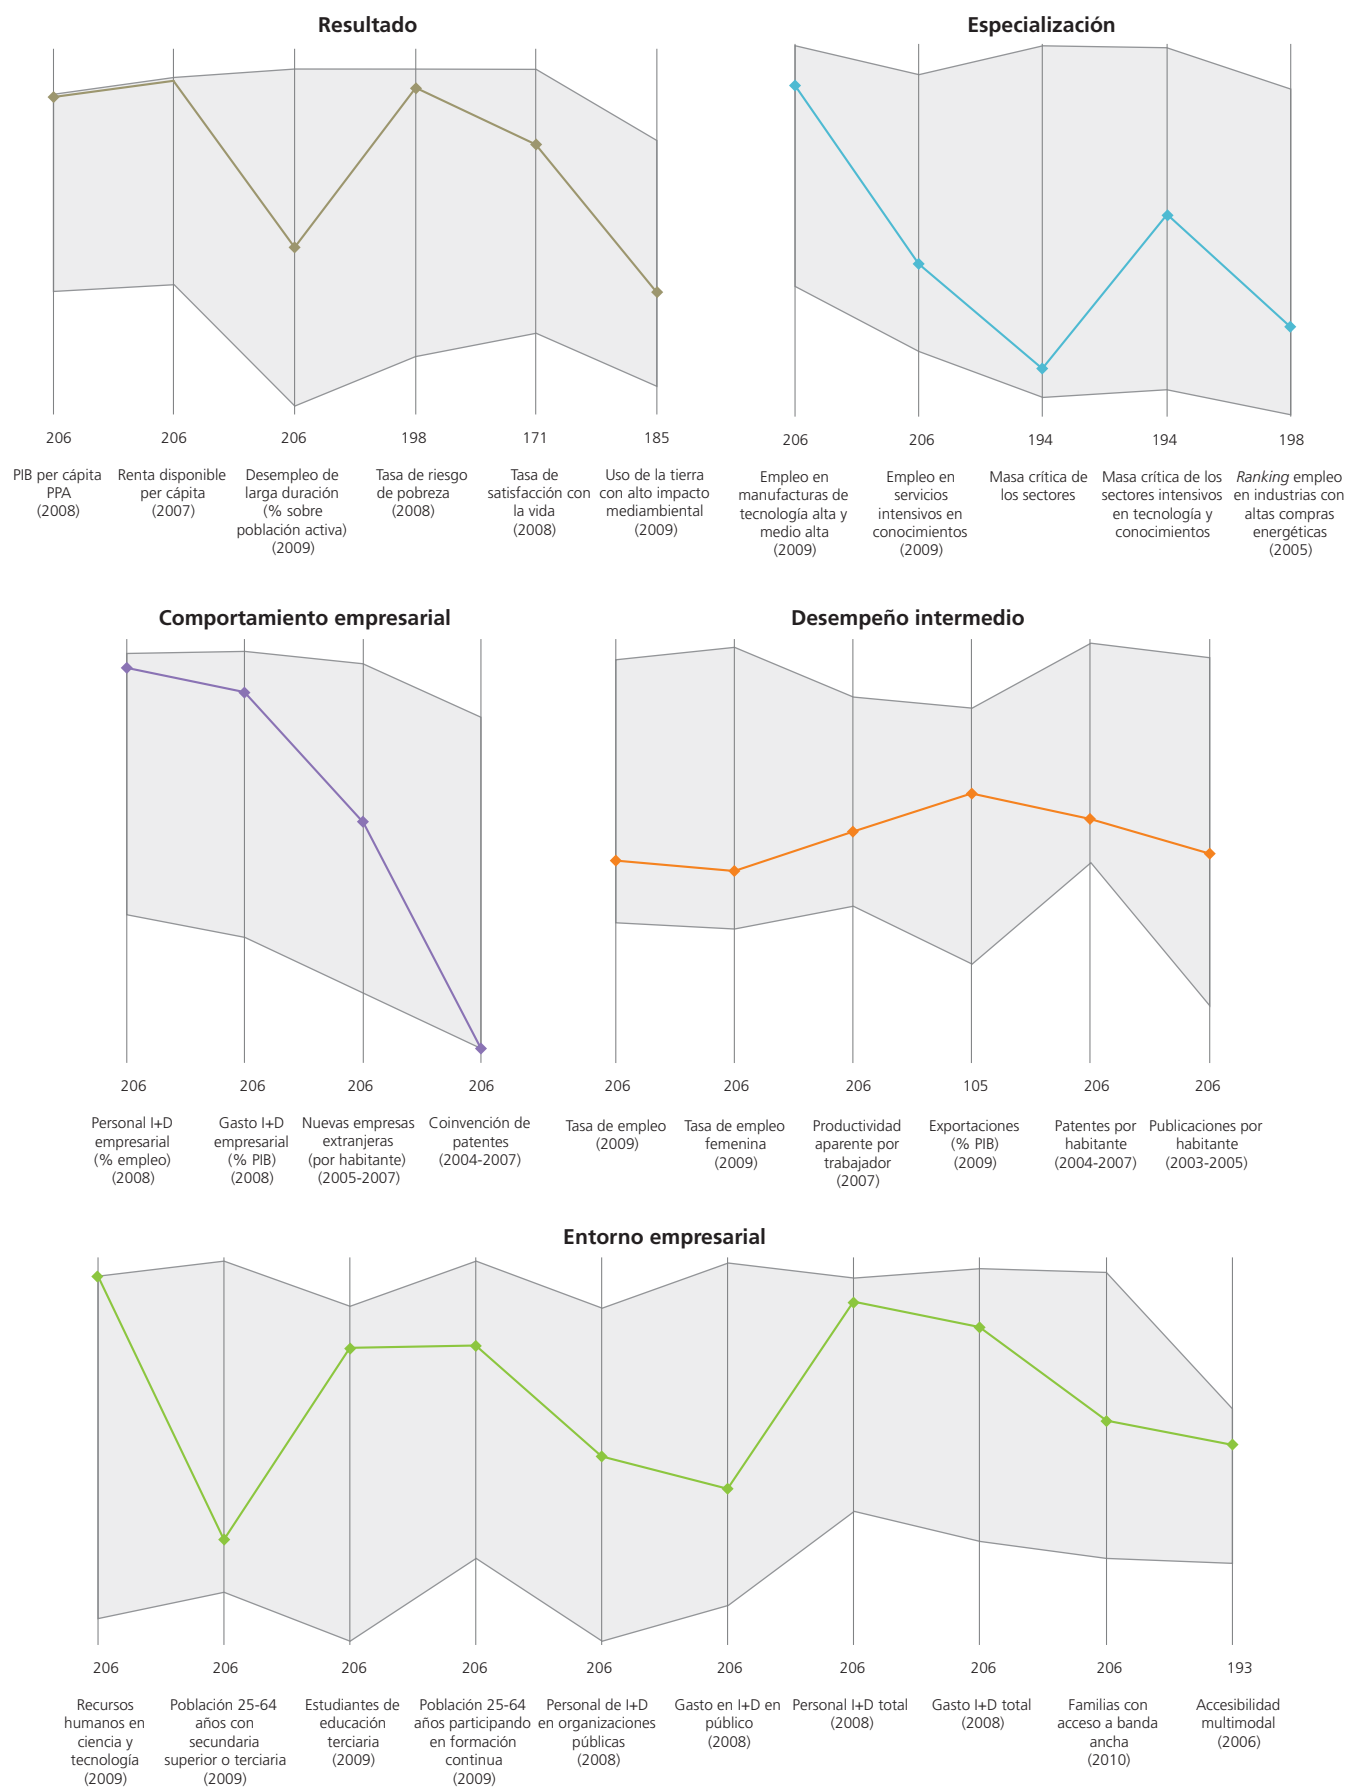 Resultado
206
206
206
198
171
185
PIB per cápita
PPA
(2008)
Renta disponible
per cápita
(2007)
Desempleo de
larga duración
(% sobre
población activa)
(2009)
Tasa de riesgo
de pobreza
(2008)
Tasa de
satisfacción con
la vida
(2008)
Uso de la tierra
con alto impacto
mediambental
(2009)
Especialización
206
206
194
194
198
Empleo en
manufacturas de
tecnología alta y
medio alta
(2009)
Empleo en
servicios
intensivos en
conocimientos
(2009)
Masa crítica de
los sectores
Masa crítica de los
sectores intensivos
en tecnología y
conocimientos
Ranking empleo
en industrias con
altas compras
energéticas
(2005)
Comportamiento empresarial
206
206
206
206
Personal I+D
empresarial
(% empleo)
(2008)
Gasto I+D
empresarial
(% PIB)
(2008)
Nuevas empresas
extranjeras
(por habitante)
(2005-2007)
Coinvención de
patentes
(2004-2007)
Desempeño intermedio
206
206
206
105
206
206
Tasa de empleo
(2009)
Tasa de empleo
femenina
(2009)
Productividad
aparente por
trabajador
(2007)
Exportaciones
(% PIB)
(2009)
Patentes por
habitante
(2004-2007)
Publicaciones por
habitante
(2003-2005)
Entorno empresarial
206
206
206
206
206
206
206
206
206
193
Recursos
humanos en
ciencia y
tecnología
(2009)
Población 25-64
años con
secundaria
superior o terciaria
(2009)
Estudiantes de
educación
terciaria
(2009)
Población 25-64
años participando
en formación
continua
(2009)
Personal de I+D
en organizaciones
públicas
(2008)
Gasto en I+D en
público
(2008)
Personal I+D total
(2008)
Gasto I+D total
(2008)
Familias con
acceso a banda
ancha
(2010)
Accesibilidad
multimodal
(2006)